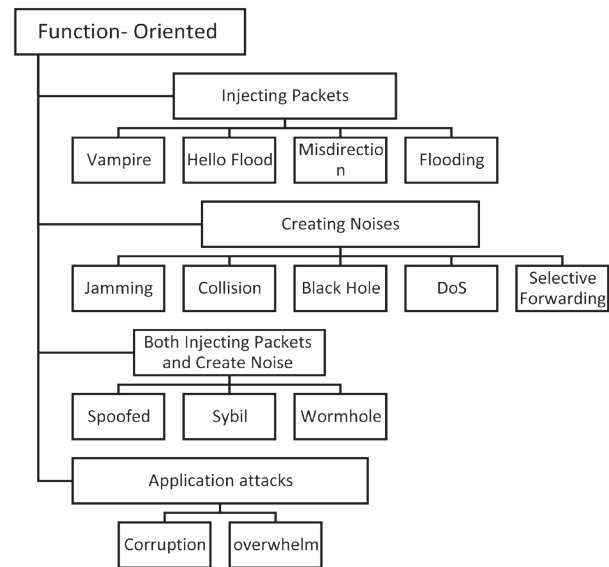 Function- Oriented
Injecting Packets
Vampire
Hello Flood
Misdirectio
n
Flooding
Creating Noises
Jamming
Collision
Black Hole
DoS
Selective
Forwarding
Both Injecting Packets
and Create Noise
Spoofed
Sybil
Wormhole
Application attacks
Corruption
overwhelm